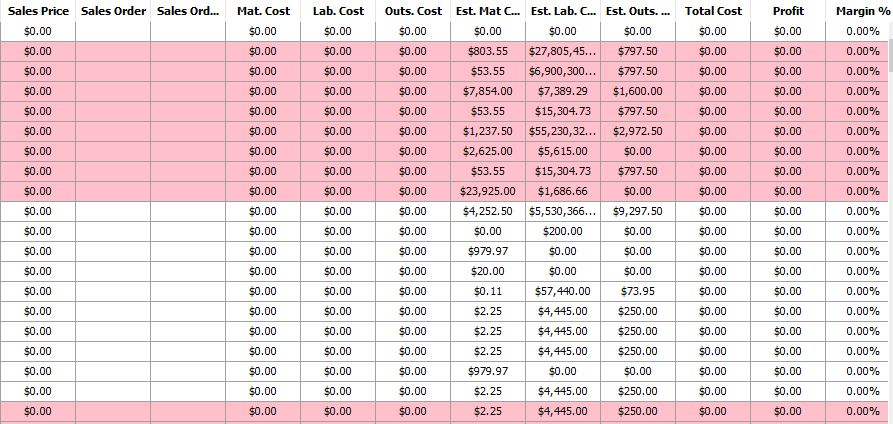 Sales Price Sales Order Sales Ord... Mat. Cost Lab. Cost Outs. Cost Est. Mat C... Est. Lab. C... Est. Outs. ... Total Cost Profit Margin %
$0.00 $0.00 $0.00 $0.00 $0.00 $0.00 $0.00 $0.00 $0.00 0.00%
$0.00 $0.00 $0.00 $0.00 $803.55 $27,805,45... $797.50 $0.00 $0.00 0.00%
$0.00 $0.00 $0.00 $0.00 $53.55 $6,900,300... $797.50 $0.00 $0.00 0.00%
$0.00 $0.00 $0.00 $0.00 $7,854.00 $7,389.29 $1,600.00 $0.00 $0.00 0.00%
$0.00 $0.00 $0.00 $0.00 $53.55 $15,304.73 $797.50 $0.00 $0.00 0.00%
$0.00 $0.00 $0.00 $0.00 $1,237.50 $55,230,32... $2,972.50 $0.00 $0.00 0.00%
$0.00 $0.00 $0.00 $0.00 $2,625.00 $5,615.00 $0.00 $0.00 $0.00 0.00%
$0.00 $0.00 $0.00 $0.00 $53.55 $15,304.73 $797.50 $0.00 $0.00 0.00%
$0.00 $0.00 $0.00 $0.00 $23,925.00 $1,686.66 $0.00 $0.00 $0.00 0.00%
$0.00 $0.00 $0.00 $0.00 $4,252.50 $5,530,366... $9,297.50 $0.00 $0.00 0.00%
$0.00 $0.00 $0.00 $0.00 $0.00 $200.00 $0.00 $0.00 $0.00 0.00%
$0.00 $0.00 $0.00 $0.00 $979.97 $0.00 $0.00 $0.00 $0.00 0.00%
$0.00 $0.00 $0.00 $0.00 $20.00 $0.00 $0.00 $0.00 $0.00 0.00%
$0.00 $0.00 $0.00 $0.00 $0.11 $57,440.00 $73.95 $0.00 $0.00 0.00%
$0.00 $0.00 $0.00 $0.00 $2.25 $4,445.00 $250.00 $0.00 $0.00 0.00%
$0.00 $0.00 $0.00 $0.00 $2.25 $4,445.00 $250.00 $0.00 $0.00 0.00%
$0.00 $0.00 $0.00 $0.00 $2.25 $4,445.00 $250.00 $0.00 $0.00 0.00%
$0.00 $0.00 $0.00 $0.00 $979.97 $0.00 $0.00 $0.00 $0.00 0.00%
$0.00 $0.00 $0.00 $0.00 $2.25 $4,445.00 $250.00 $0.00 $0.00 0.00%
$0.00 $0.00 $0.00 $0.00 $2.25 $4,445.00 $250.00 $0.00 $0.00 0.00%